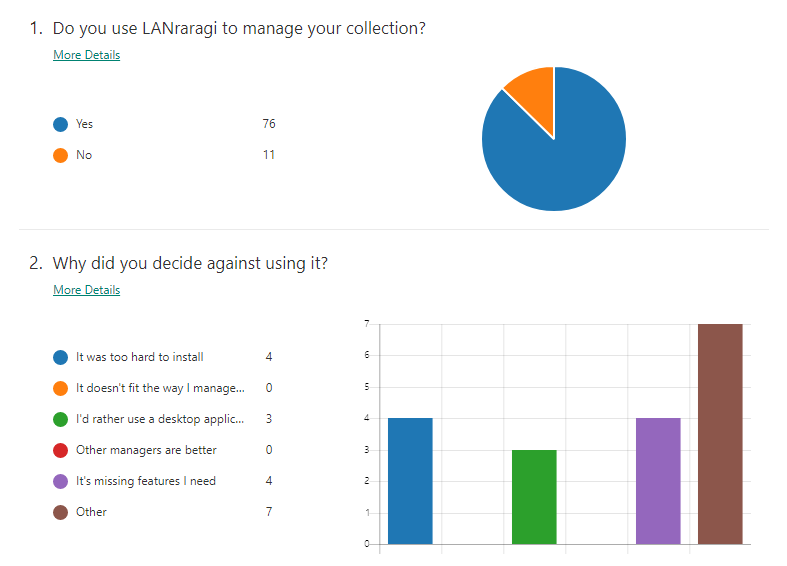 1. Do you use LANraragi to manage your collection?
More Details
Yes 76
No 11
2. Why did you decide against using it?
More Details
It was too hard to install 4
It doesn't fit the way I manage... 0
I'd rather use a desktop applic... 3
Other managers are better 0
It's missing features I need 4
Other 7
7
6
5
4
3
2
1
0